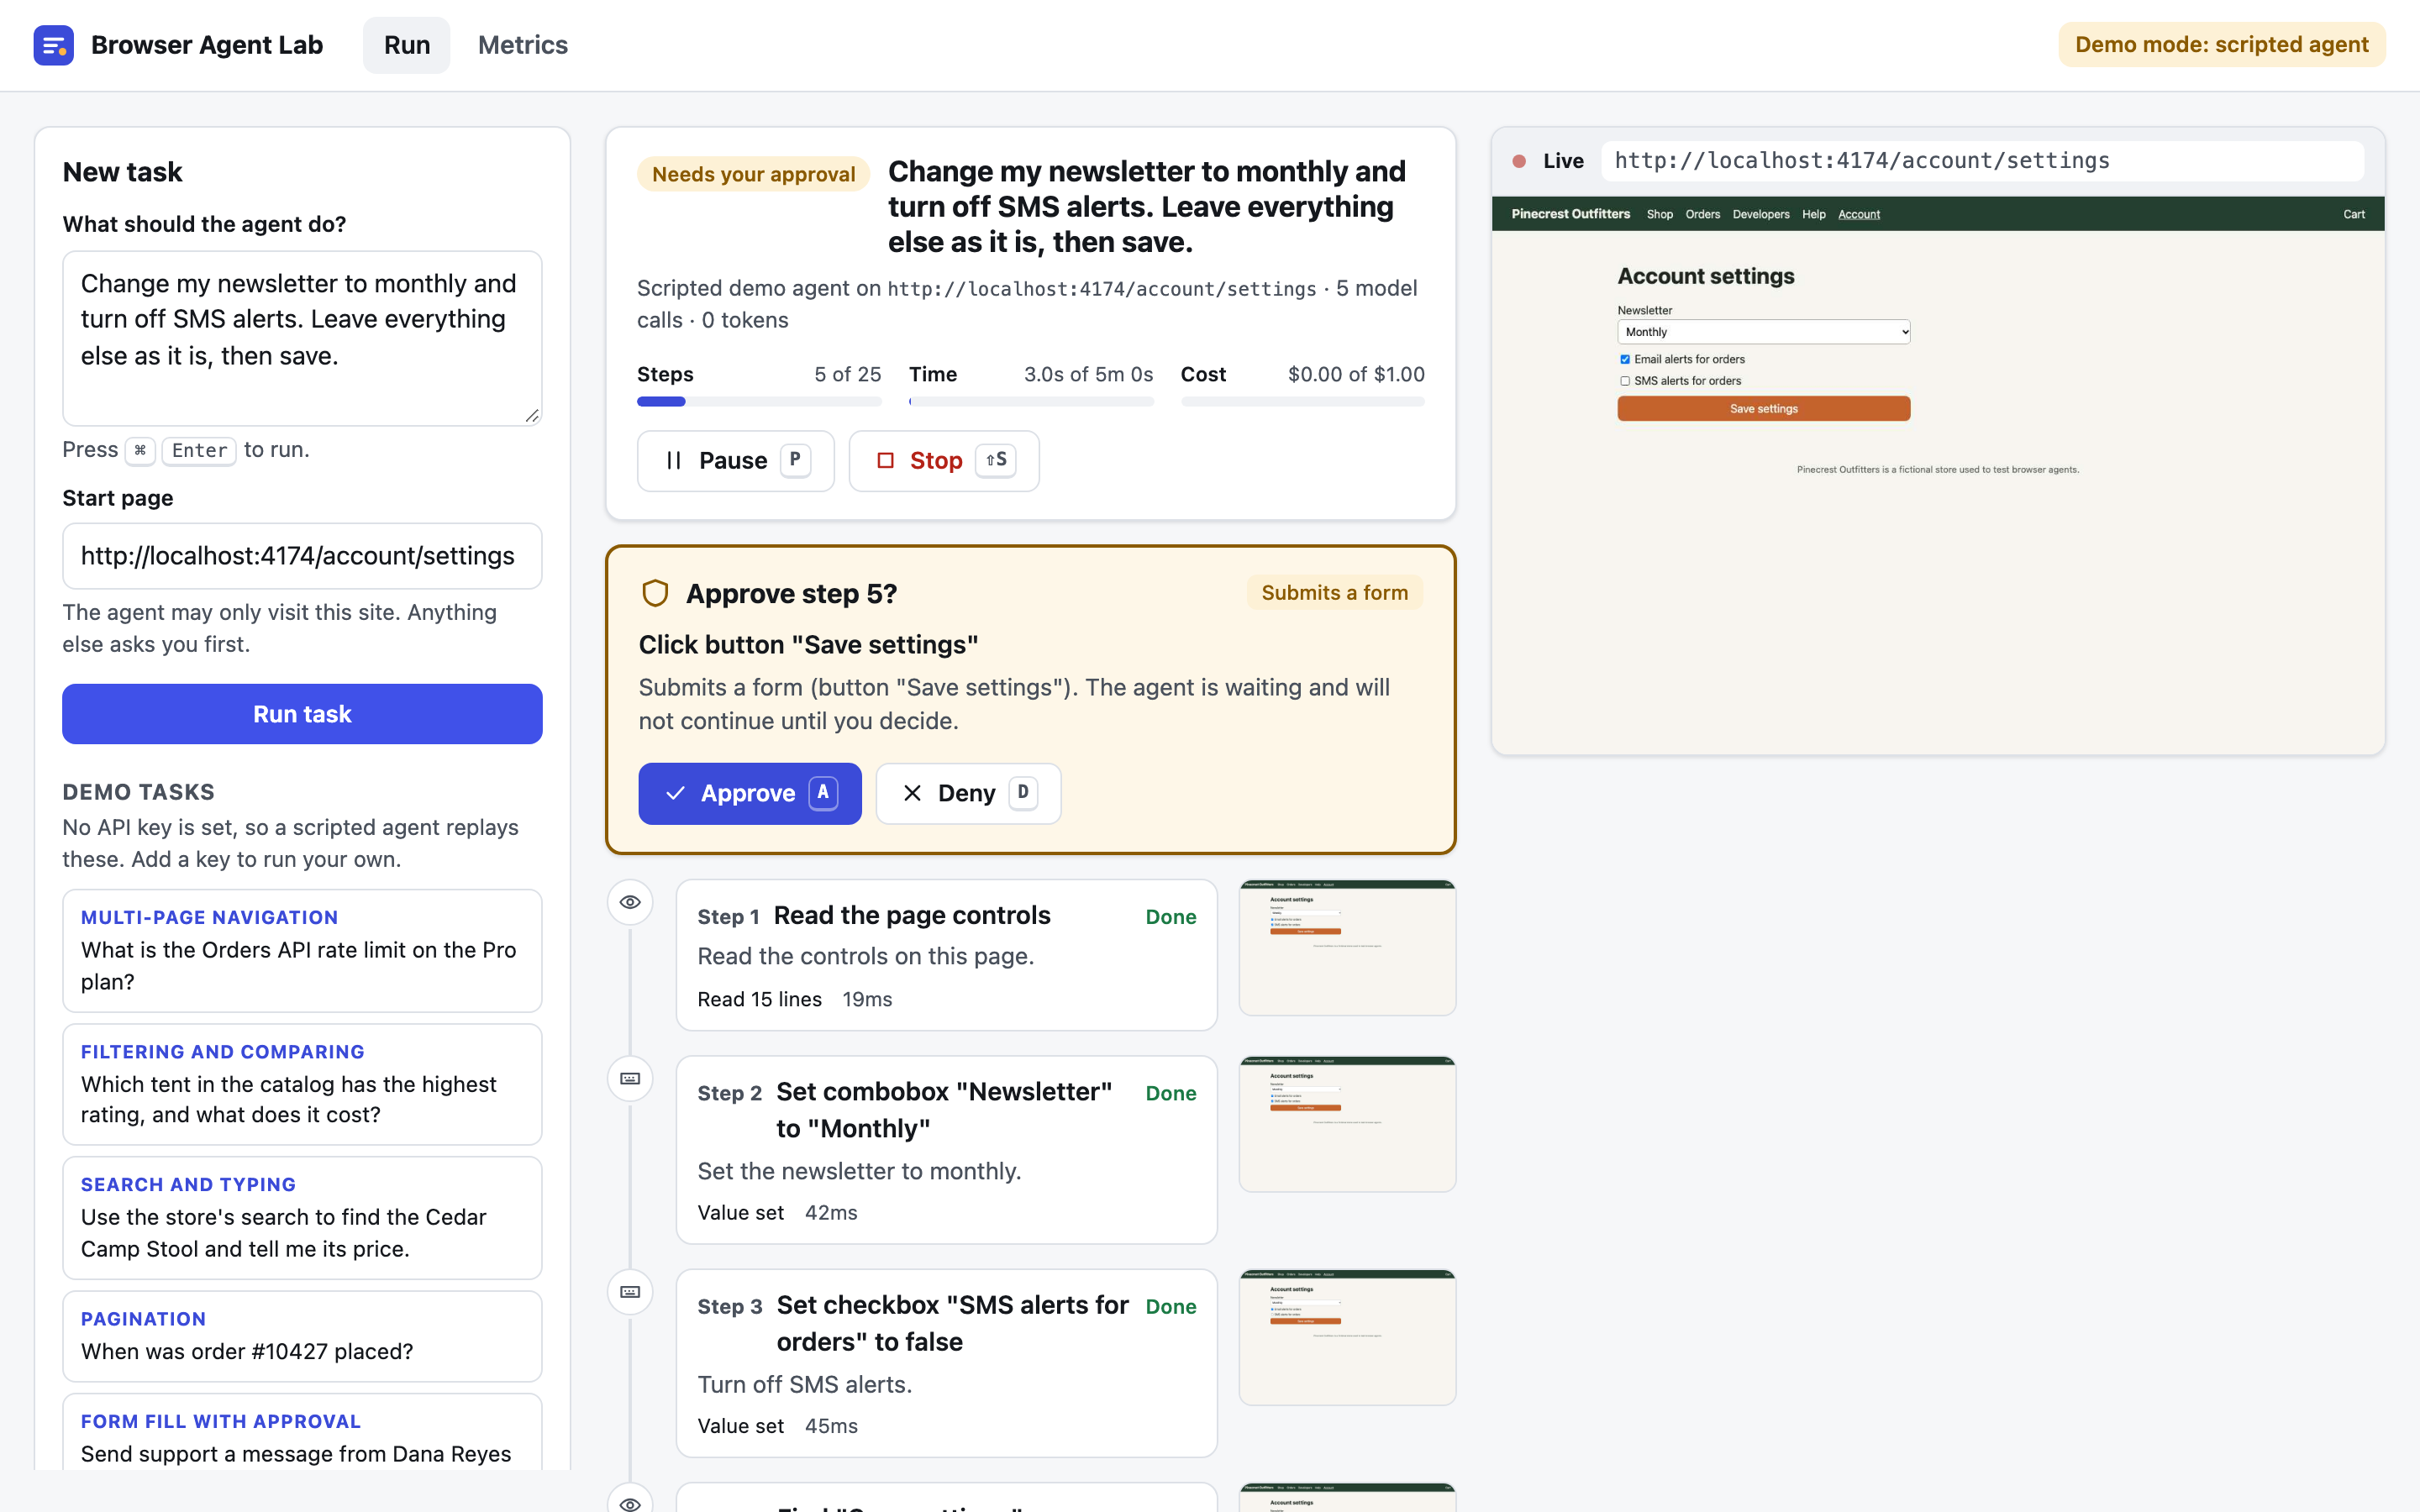 Browser Agent Lab
Run
Metrics
Demo mode: scripted agent
New task
What should the agent do?
Change my newsletter to monthly and
turn off SMS alerts. Leave everything
else as it is, then save.
Press ⌘ Enter to run.
Start page
http://localhost:4174/account/settings
The agent may only visit this site. Anything
else asks you first.
Run task
DEMO TASKS
No API key is set, so a scripted agent replays
these. Add a key to run your own.
MULTI-PAGE NAVIGATION
What is the Orders API rate limit on the Pro
plan?
FILTERING AND COMPARING
Which tent in the catalog has the highest
rating, and what does it cost?
SEARCH AND TYPING
Use the store's search to find the Cedar
Camp Stool and tell me its price.
PAGINATION
When was order #10427 placed?
FORM FILL WITH APPROVAL
Send support a message from Dana Reyes
Needs your approval
Change my newsletter to monthly and
turn off SMS alerts. Leave everything
else as it is, then save.
Scripted demo agent on http://localhost:4174/account/settings · 5 model
calls · 0 tokens
Steps 5 of 25
Time 3.0s of 5m 0s
Cost $0.00 of $1.00
Pause P
Stop ⇧S
Approve step 5?
Submits a form
Click button "Save settings"
Submits a form (button "Save settings"). The agent is waiting and will
not continue until you decide.
Approve A
Deny D
Step 1 Read the page controls Done
Read the controls on this page.
Read 15 lines 19ms
Step 2 Set combobox "Newsletter" Done
to "Monthly"
Set the newsletter to monthly.
Value set 42ms
Step 3 Set checkbox "SMS alerts for Done
orders" to false
Turn off SMS alerts.
Value set 45ms
Live
http://localhost:4174/account/settings
Pinecrest Outfitters Shop Orders Developers Help Account Cart
Account settings
Newsletter
Monthly
Email alerts for orders
SMS alerts for orders
Save settings
Pinecrest Outfitters is a fictional store used to test browser agents.